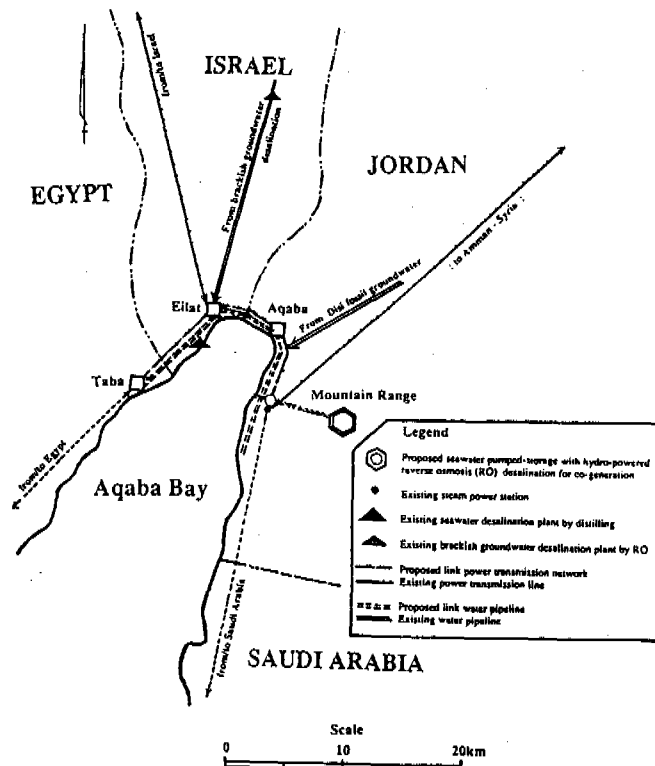 from/to Israel
ISRAEL
From brackish groundwater
desalination
JORDAN
EGYPT
to Amman - Syria
From Disi fossil groundwater
Eilat
Aqaba
Taba
Mountain Range
from/to Egypt
Aqaba Bay
from/to Saudi Arabia
SAUDI ARABIA
Legend
Proposed seawater pumped-storage with hydro-powered
reverse osmosis (RO) desalination for co-generation
Existing steam power station
Existing seawater desalination plant by distilling
Existing brackish groundwater desalination plant by RO
Proposed link power transmission network
Existing power transmission line
Proposed link water pipeline
Existing water pipeline
Scale
0 10 20km